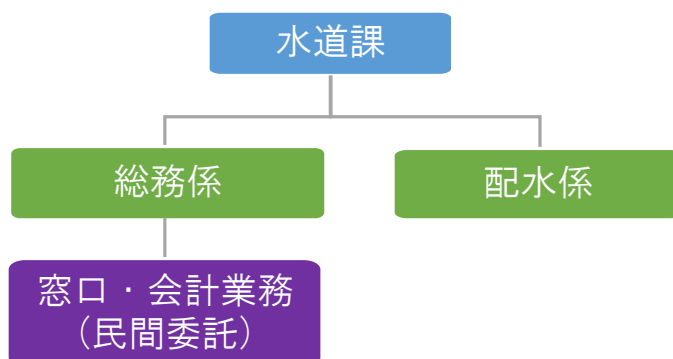 水道課
総務係
配水係
窓口・会計業務
（民間委託）